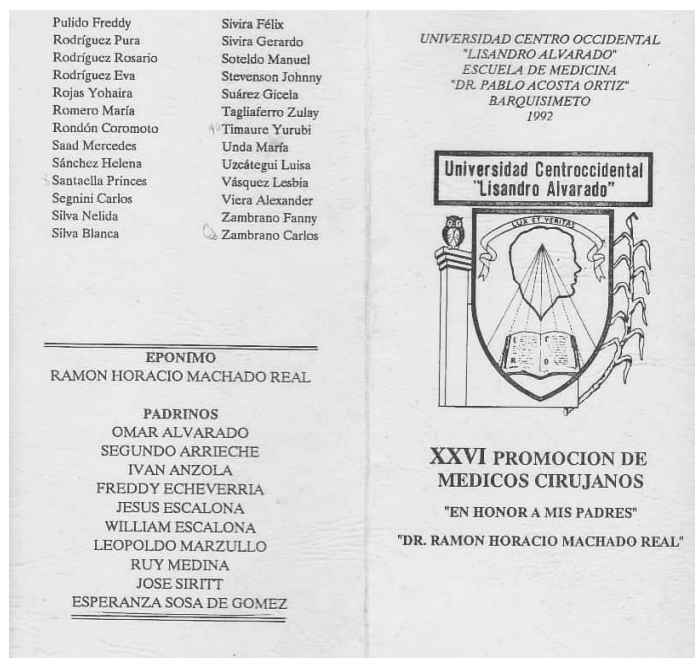 Pulido Freddy
Rodríguez Pura
Rodríguez Rosario
Rodríguez Eva
Rojas Yohaira
Romero María
Rondón Coromoto
Saad Mercedes
Sánchez Helena
Santaella Princes
Segnini Carlos
Silva Nelida
Silva Blanca
Sivira Félix
Sivira Gerardo
Soteldo Manuel
Stevenson Johnny
Suárez Gicela
Tagliaferro Zulay
Timaure Yurubi
Unda María
Uzcátegui Luisa
Vásquez Lesbia
Viera Alexander
Zambrano Fanny
Zambrano Carlos
EPONIMO
RAMON HORACIO MACHADO REAL
PADRINOS
OMAR ALVARADO
SEGUNDO ARRIECHE
IVAN ANZOLA
FREDDY ECHEVERRIA
JESUS ESCALONA
WILLIAM ESCALONA
LEOPOLDO MARZULLO
RUY MEDINA
JOSE SIRITT
ESPERANZA SOSA DE GOMEZ
UNIVERSIDAD CENTRO OCCIDENTAL
"LISANDRO ALVARADO"
ESCUELA DE MEDICINA
"DR. PABLO ACOSTA ORTIZ"
BARQUISIMETO
1992
Universidad Centroccidental
"Lisandro Alvarado"
LUX ET VERITAS
XXVI PROMOCION DE
MEDICOS CIRUJANOS
"EN HONOR A MIS PADRES"
"DR. RAMON HORACIO MACHADO REAL"